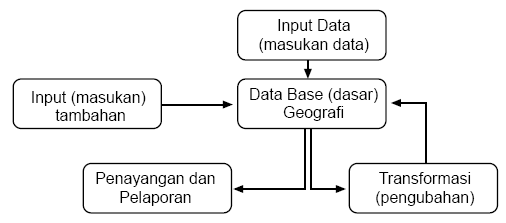 Input Data
(masukan data)
Input (masukan)
tambahan
Data Base (dasar)
Geografi
Penayangan dan
Pelaporan
Transformasi
(pengubahan)